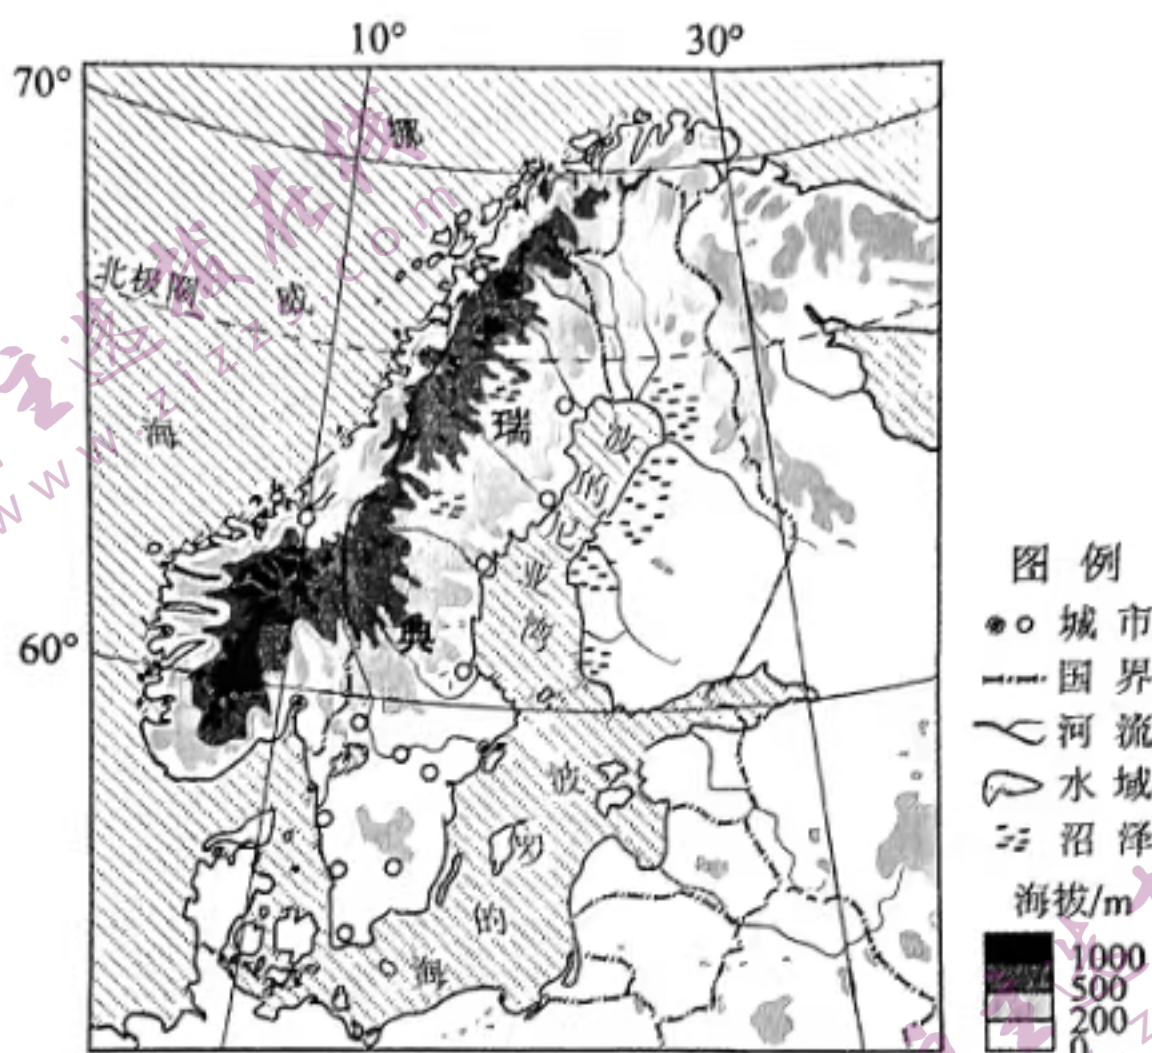 10° 30°
70°
挪
北极圈
威
海
瑞
典
波
的
尼
亚
湾
60°
波
罗
的
海
图 例
城 市
国 界
河 流
水 域
沼 泽
海拔/m
1000
500
200
0